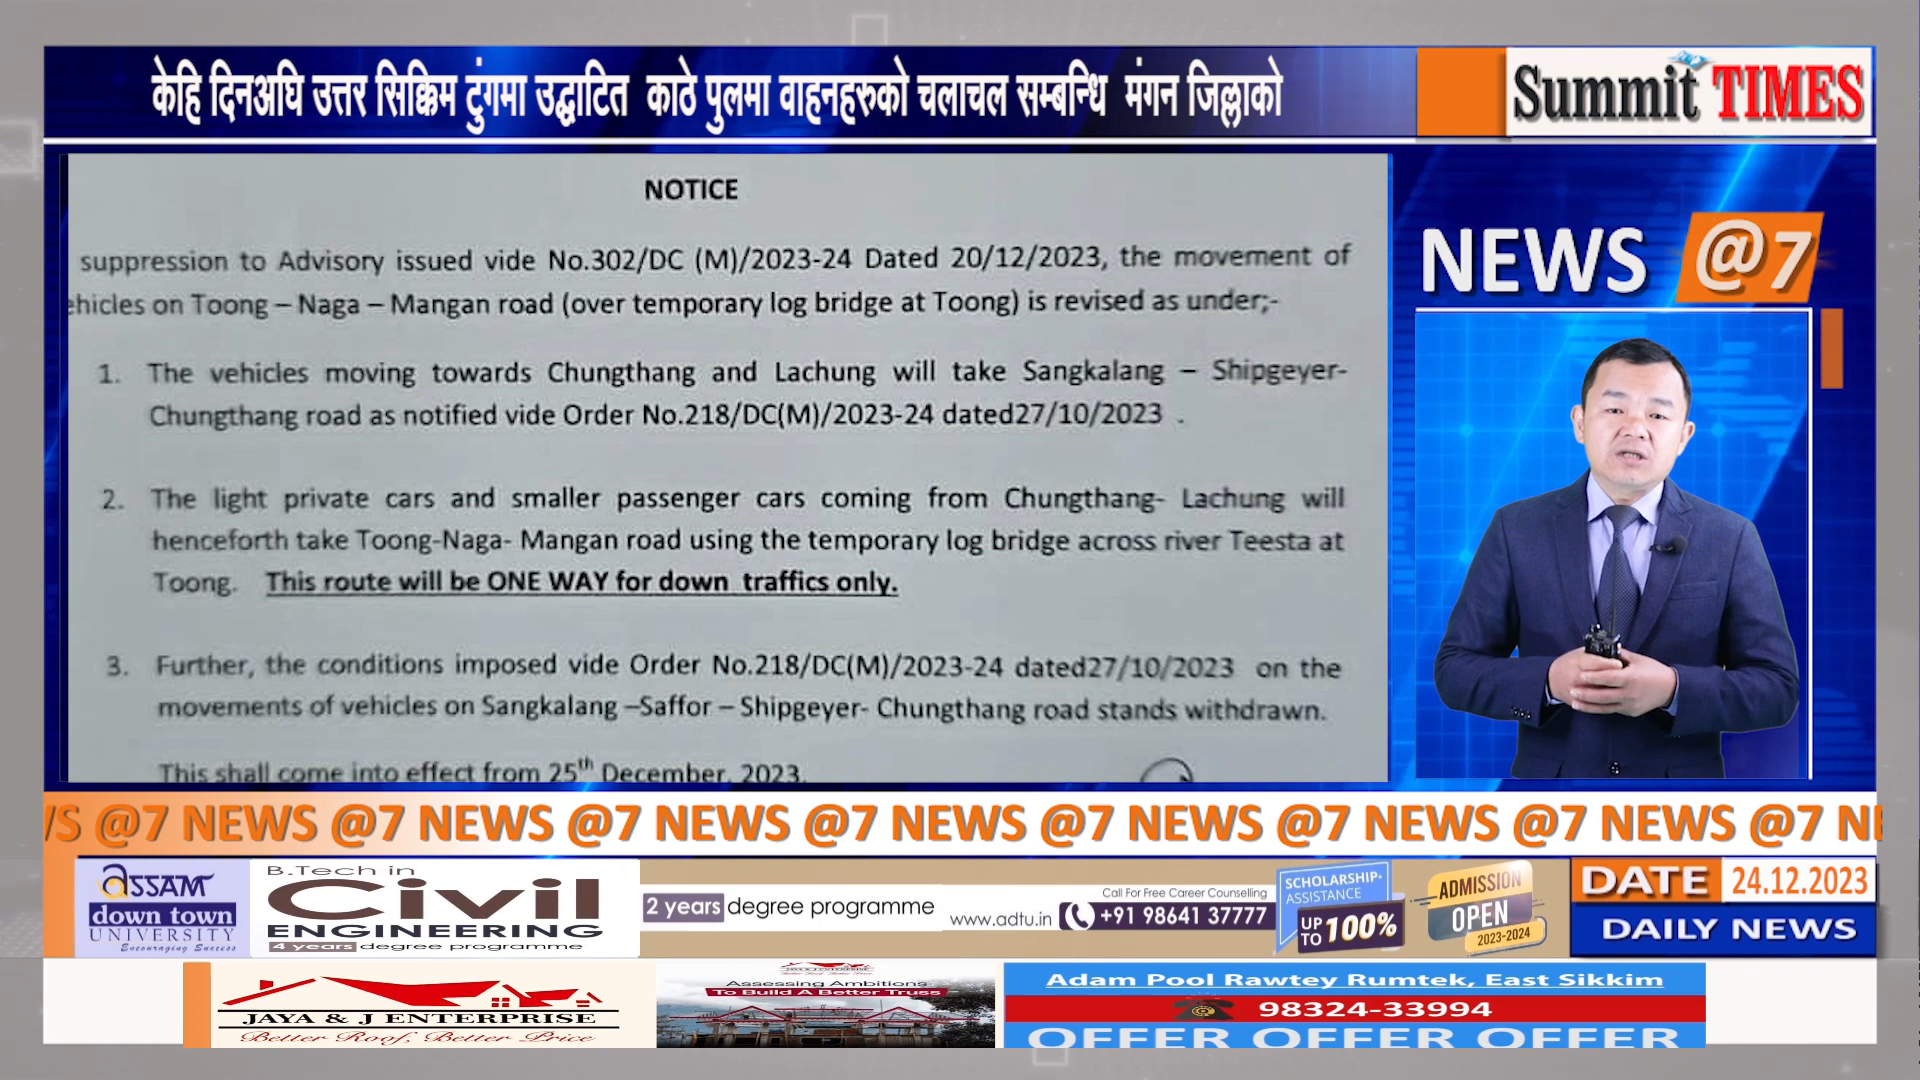 केहि दिनअघि उत्तर सिक्किम टुंगमा उद्घाटित काठे पुलमा वाहनहरुको चलाचल सम्बन्धि मंगन जिल्लाको
Summit TIMES
NOTICE
suppression to Advisory issued vide No.302/DC (M)/2023-24 Dated 20/12/2023, the movement of
ehicles on Toong – Naga – Mangan road (over temporary log bridge at Toong) is revised as under;-
1. The vehicles moving towards Chungthang and Lachung will take Sangkalang – Shipgeyer-
Chungthang road as notified vide Order No.218/DC(M)/2023-24 dated27/10/2023 .
2. The light private cars and smaller passenger cars coming from Chungthang- Lachung will
henceforth take Toong-Naga- Mangan road using the temporary log bridge across river Teesta at
Toong. This route will be ONE WAY for down traffics only.
3. Further, the conditions imposed vide Order No.218/DC(M)/2023-24 dated27/10/2023 on the
movements of vehicles on Sangkalang –Saffor – Shipgeyer- Chungthang road stands withdrawn.
This shall come into effect from 25th December, 2023.
NEWS @7
WS @7 NEWS @7 NEWS @7 NEWS @7 NEWS @7 NEWS @7 NEWS @7 NEWS @7 NE
ASSAM
down town
UNIVERSITY
Encouraging Success
B.Tech in
Civil
ENGINEERING
4 years degree programme
2 years degree programme
www.adtu.in
Call For Free Career Counselling
+91 98641 37777
SCHOLARSHIP
ASSISTANCE
UP TO 100%
ADMISSION
OPEN
2023-2024
DATE 24.12.2023
DAILY NEWS
JAYA & J ENTERPRISE
Better Roof, Better Price
JAYA & J ENTERPRISE
Assessing Ambitions
To Build A Better Truss
Adam Pool Rawtey Rumtek, East Sikkim
98324-33994
OFFER OFFER OFFER